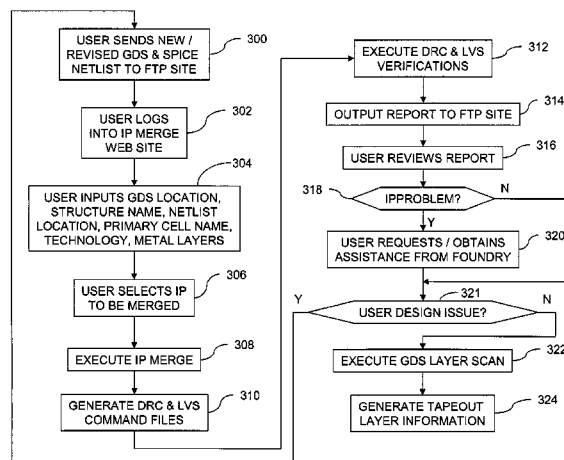 USER SENDS NEW /
REVISED GDS & SPICE
NETLIST TO FTP SITE
300
USER LOGS
INTO IP MERGE
WEB SITE
302
304
USER INPUTS GDS LOCATION,
STRUCTURE NAME, NETLIST
LOCATION, PRIMARY CELL NAME,
TECHNOLOGY, METAL LAYERS
306
USER SELECTS IP
TO BE MERGED
EXECUTE IP MERGE
308
GENERATE DRC & LVS
COMMAND FILES
310
EXECUTE DRC & LVS
VERIFICATIONS
312
OUTPUT REPORT TO FTP SITE
314
USER REVIEWS REPORT
316
318
IPPROBLEM?
N
Y
USER REQUESTS / OBTAINS
ASSISTANCE FROM FOUNDRY
320
321
Y
USER DESIGN ISSUE?
N
EXECUTE GDS LAYER SCAN
322
GENERATE TAPEOUT
LAYER INFORMATION
324